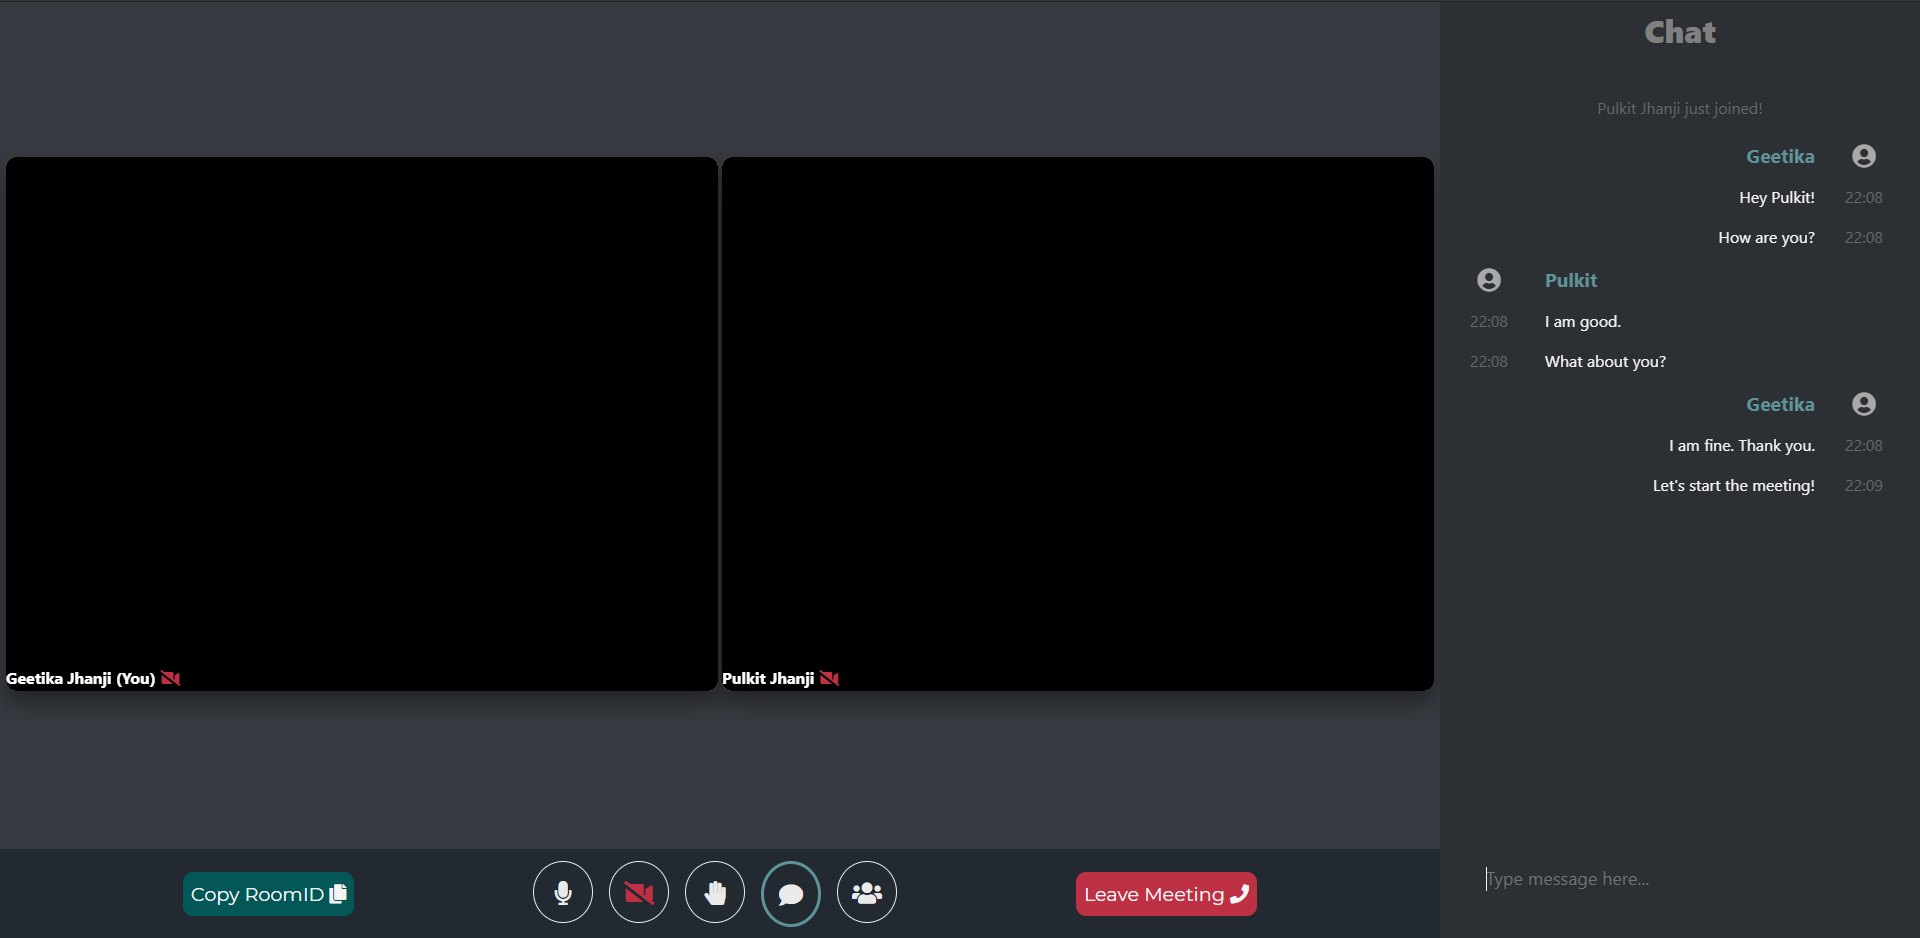 Geetika Jhanji (You)
Pulkit Jhanji
Copy RoomID
Leave Meeting
Chat
Pulkit Jhanji just joined!
Geetika
Hey Pulkit! 22:08
How are you? 22:08
Pulkit
22:08 I am good.
22:08 What about you?
Geetika
I am fine. Thank you. 22:08
Let's start the meeting! 22:09
Type message here...